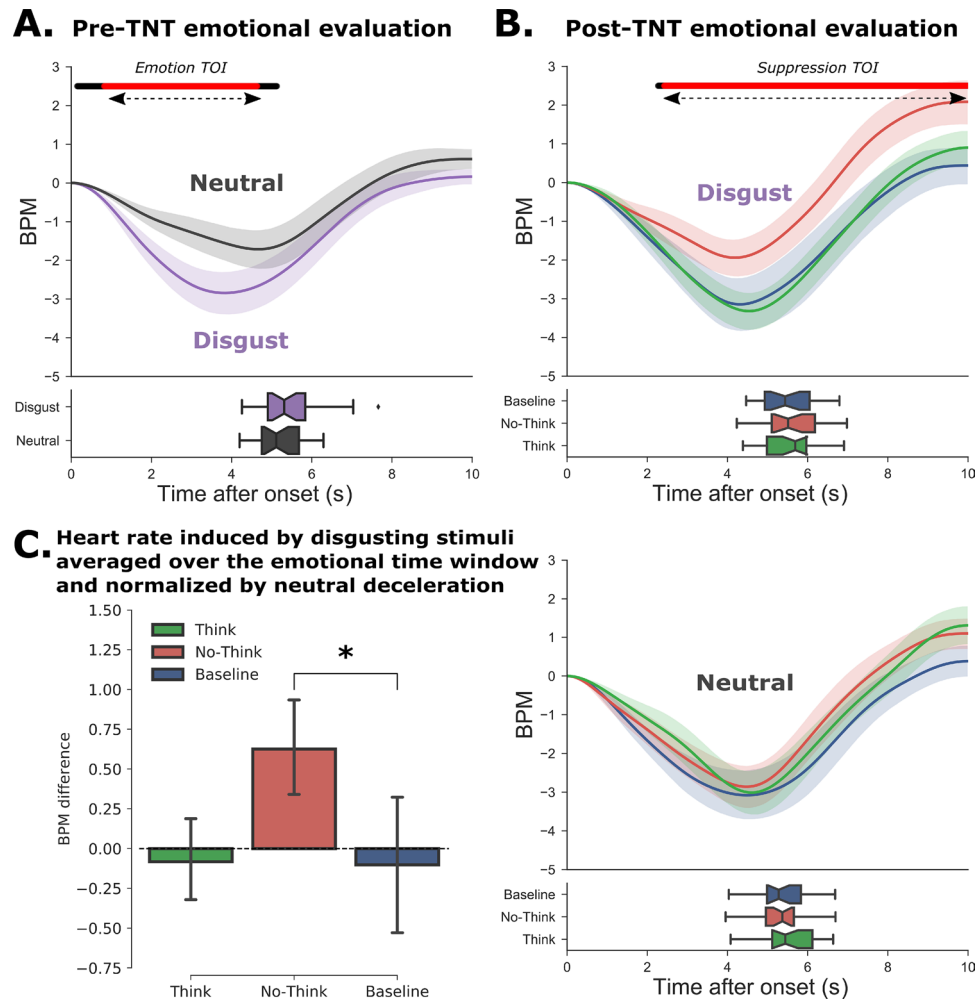 A. Pre-TNT emotional evaluation
Emotion TOI
3
2
1
0
−1
−2
−3
−4
−5
BPM
Neutral
Disgust
Disgust
Neutral
0 2 4 6 8 10
Time after onset (s)
B. Post-TNT emotional evaluation
Suppression TOI
3
2
1
0
−1
−2
−3
−4
−5
BPM
Disgust
Baseline
No-Think
Think
0 2 4 6 8 10
Time after onset (s)
C. Heart rate induced by disgusting stimuli
averaged over the emotional time window
and normalized by neutral deceleration
1.50
1.25
1.00
0.75
0.50
0.25
0.00
−0.25
−0.50
−0.75
BPM difference
Think
No-Think
Baseline
*
Think No-Think Baseline
3
2
1
0
−1
−2
−3
−4
−5
BPM
Neutral
Baseline
No-Think
Think
0 2 4 6 8 10
Time after onset (s)